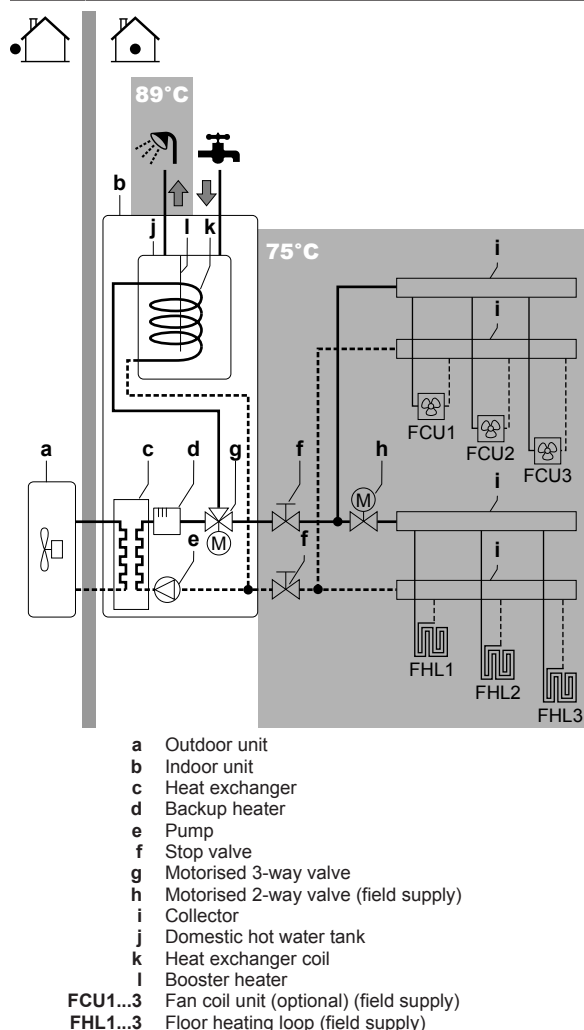 89°C
b
j l k
75°C
i
i
FCU1
FCU2
FCU3
a c d g f h
M
i
M
f
i
e
FHL1
FHL2
FHL3
a Outdoor unit
b Indoor unit
c Heat exchanger
d Backup heater
e Pump
f Stop valve
g Motorised 3-way valve
h Motorised 2-way valve (field supply)
i Collector
j Domestic hot water tank
k Heat exchanger coil
l Booster heater
FCU1...3 Fan coil unit (optional) (field supply)
FHL1...3 Floor heating loop (field supply)